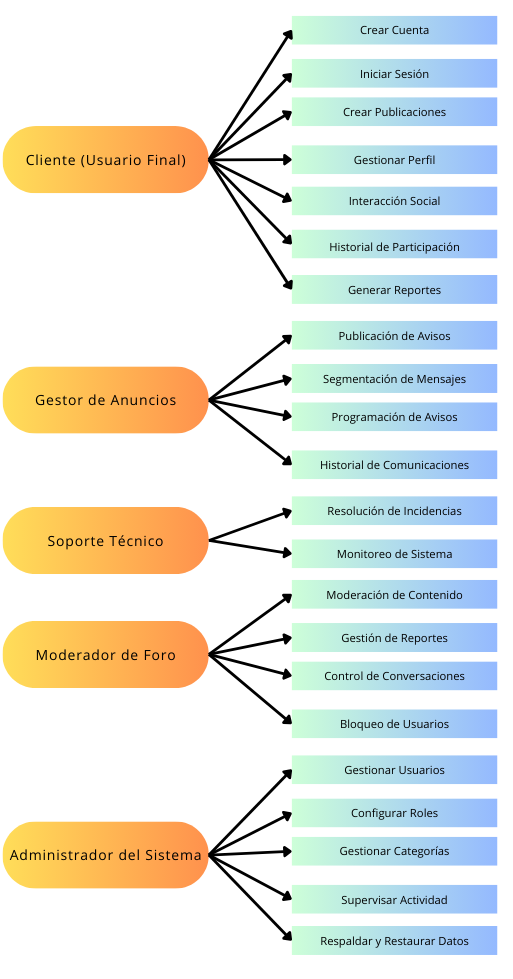 Cliente (Usuario Final)
Crear Cuenta
Iniciar Sesión
Crear Publicaciones
Gestionar Perfil
Interacción Social
Historial de Participación
Generar Reportes
Gestor de Anuncios
Publicación de Avisos
Segmentación de Mensajes
Programación de Avisos
Historial de Comunicaciones
Soporte Técnico
Resolución de Incidencias
Monitoreo de Sistema
Moderador de Foro
Moderación de Contenido
Gestión de Reportes
Control de Conversaciones
Bloqueo de Usuarios
Administrador del Sistema
Gestionar Usuarios
Configurar Roles
Gestionar Categorías
Supervisar Actividad
Respaldar y Restaurar Datos